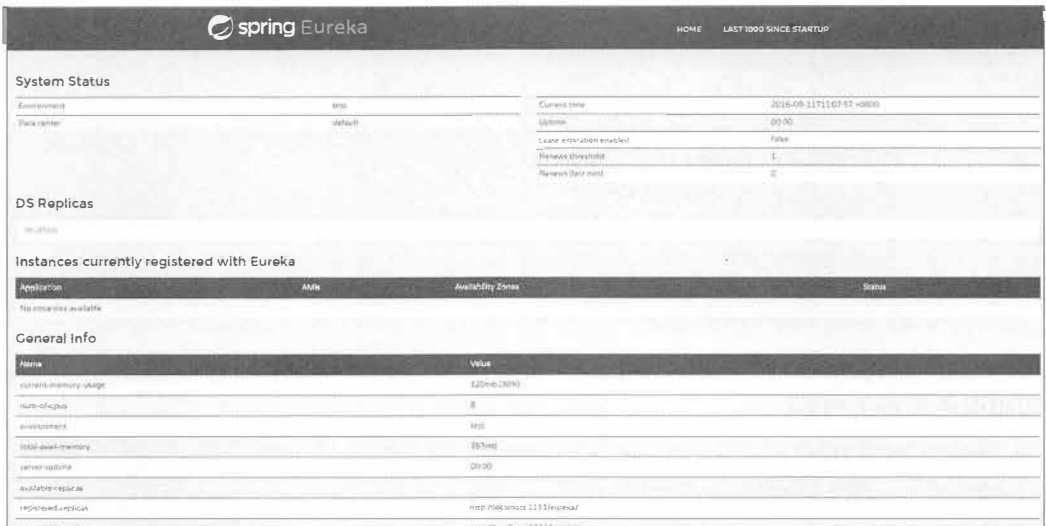 spring Eureka
HOME LAST 1000 SINCE STARTUP
System Status
Environment test
Data center default
Current time 2016-09-11T11:07:57 +0800
Uptime 00:00
Lease expiration enabled false
Renews threshold 1
Renews (last min) 0
DS Replicas
localhost
Instances currently registered with Eureka
Application AMIs Availability Zones Status
No instances available
General Info
Name Value
current-memory-usage 120mb (30%)
num-of-cpus 8
environment test
total-avail-memory 397mb
server-uptime 00:00
available-replicas
registered-replicas http://localhost:1111/eureka/